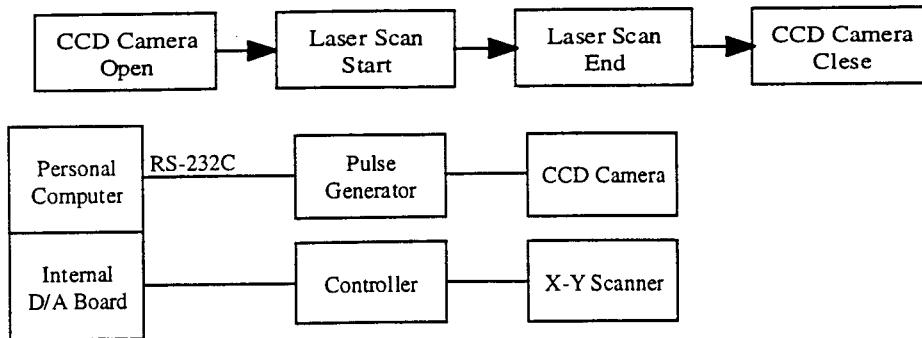 CCD Camera
Open
Laser Scan
Start
Laser Scan
End
CCD Camera
Clese
Personal
Computer
RS-232C
Pulse
Generator
CCD Camera
Internal
D/A Board
Controller
X-Y Scanner